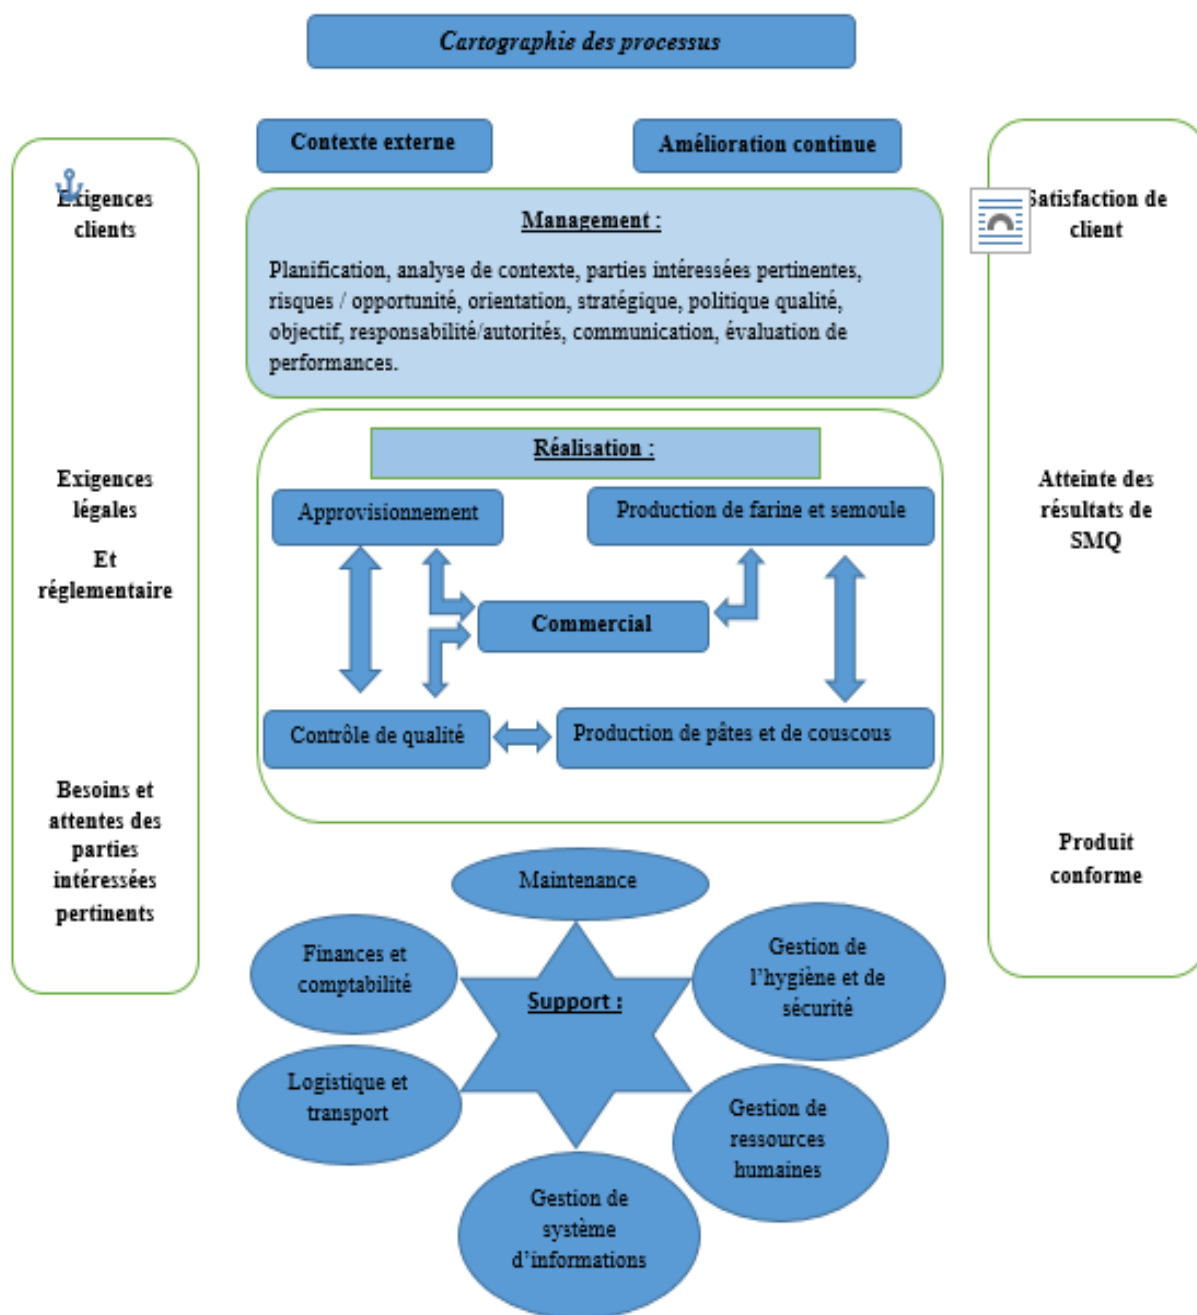 Cartographie des processus
Contexte externe
Amélioration continue
Exigences
clients
Exigences
légales
Et
réglementaire
Besoins et
attentes des
parties
intéressées
pertinents
Management :
Planification, analyse de contexte, parties intéressées pertinentes,
risques / opportunité, orientation, stratégique, politique qualité,
objectif, responsabilité/autorités, communication, évaluation de
performances.
Réalisation :
Approvisionnement
Production de farine et semoule
Commercial
Contrôle de qualité
Production de pâtes et de couscous
Satisfaction de
client
Atteinte des
résultats de
SMQ
Produit
conforme
Maintenance
Finances et
comptabilité
Gestion de
l'hygiène et de
sécurité
Support :
Logistique et
transport
Gestion de
ressources
humaines
Gestion de
système
d'informations